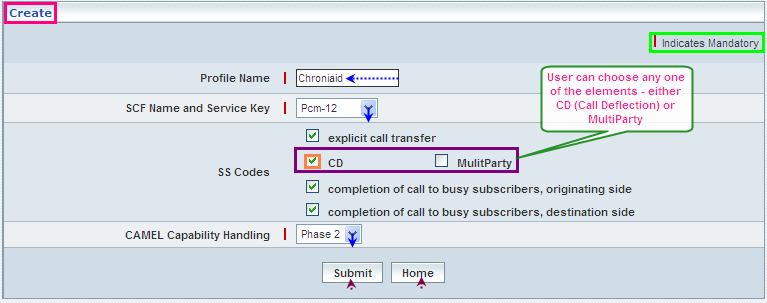 Create
Indicates Mandatory
Profile Name
Chroniaid
User can choose any one
of the elements - either
CD (Call Deflection) or
MultiParty
SCF Name and Service Key
Pcm-12
SS Codes
explicit call transfer
CD
MulitParty
completion of call to busy subscribers, originating side
completion of call to busy subscribers, destination side
CAMEL Capability Handling
Phase 2
Submit
Home